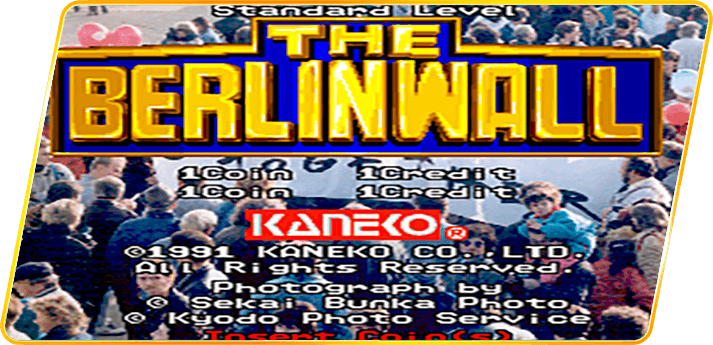 Standard Level
THE
BERLINWALL
1Coin 1Credit
1Coin 1Credit
KANEKO ®
©1991 KANEKO CO.,LTD.
All Rights Reserved.
Photograph by
© Sekai Bunka Photo
© Kyodo Photo Service
Insert Coin(s)